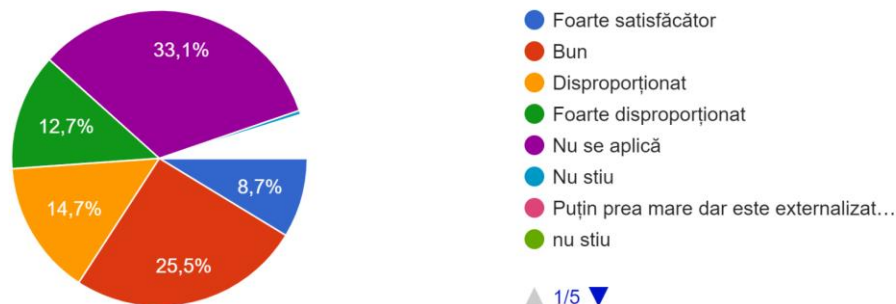 33,1%
12,7%
14,7%
25,5%
8,7%
Foarte satisfăcător
Bun
Disproporționat
Foarte disproporționat
Nu se aplică
Nu stiu
Puțin prea mare dar este externalizat…
nu stiu
1/5